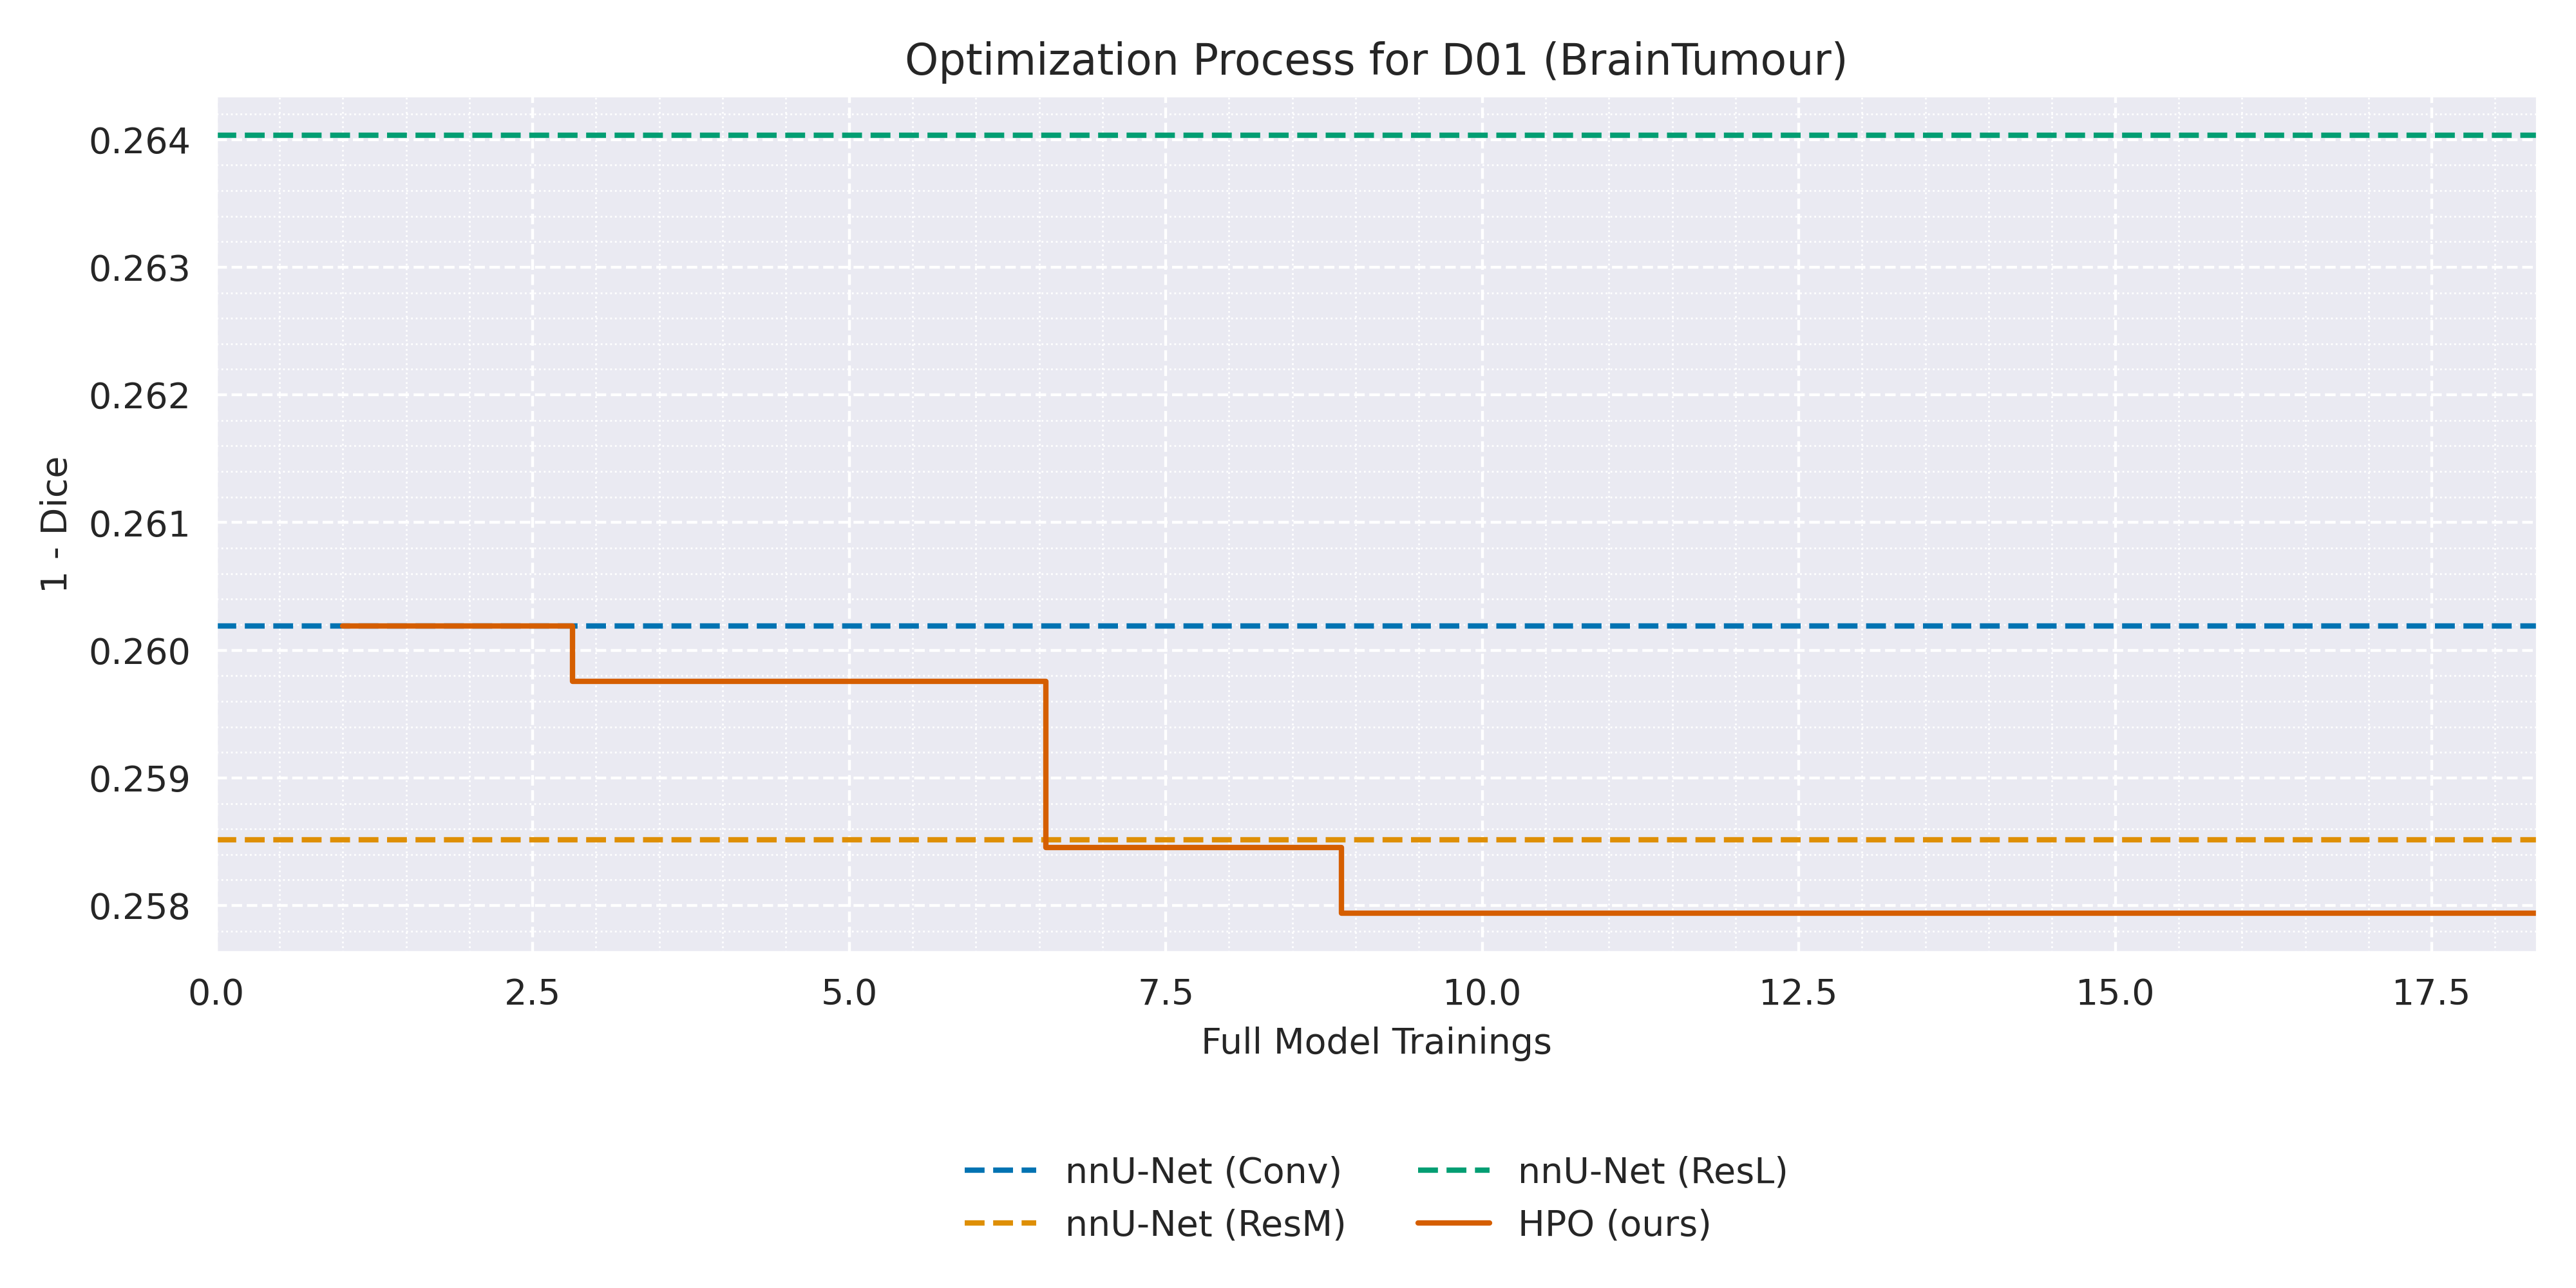 Optimization Process for D01 (BrainTumour)
1 - Dice
0.264
0.263
0.262
0.261
0.260
0.259
0.258
0.0 2.5 5.0 7.5 10.0 12.5 15.0 17.5
Full Model Trainings
nnU-Net (Conv) nnU-Net (ResL)
nnU-Net (ResM) HPO (ours)